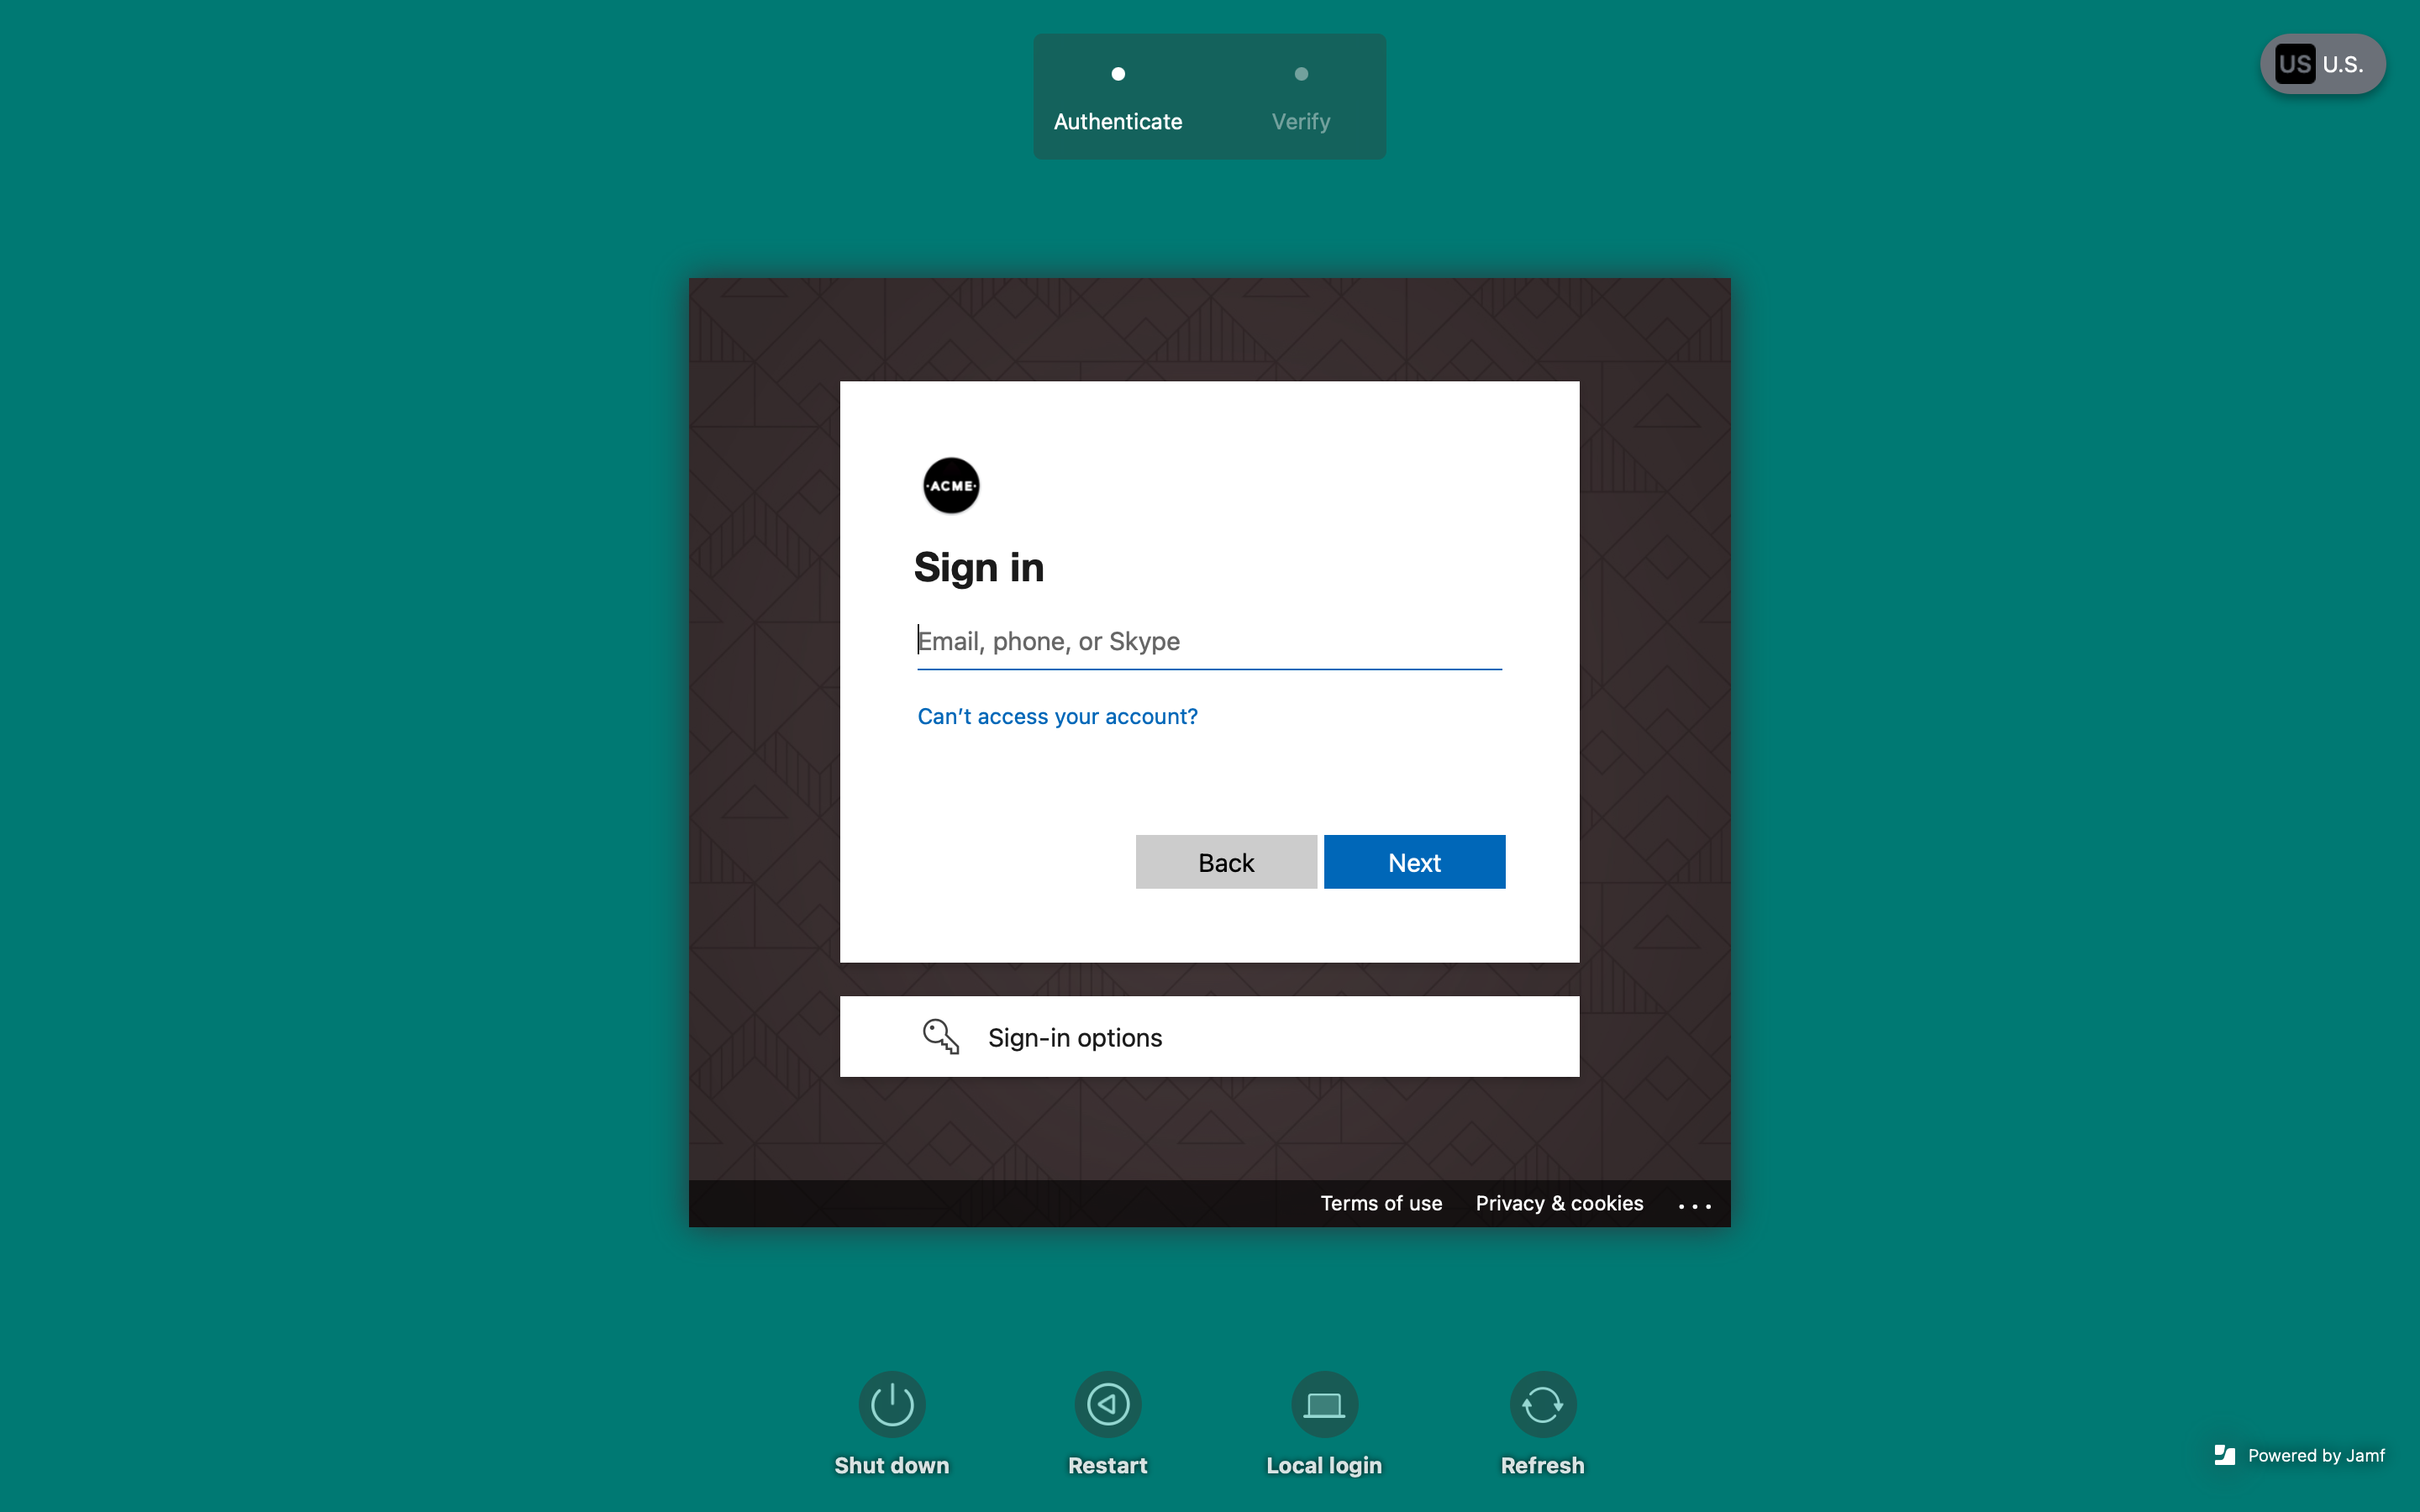 Authenticate
Verify
US U.S.
·ACME·
Sign in
Email, phone, or Skype
Can't access your account?
Back
Next
Sign-in options
Terms of use
Privacy & cookies
...
Shut down
Restart
Local login
Refresh
Powered by Jamf